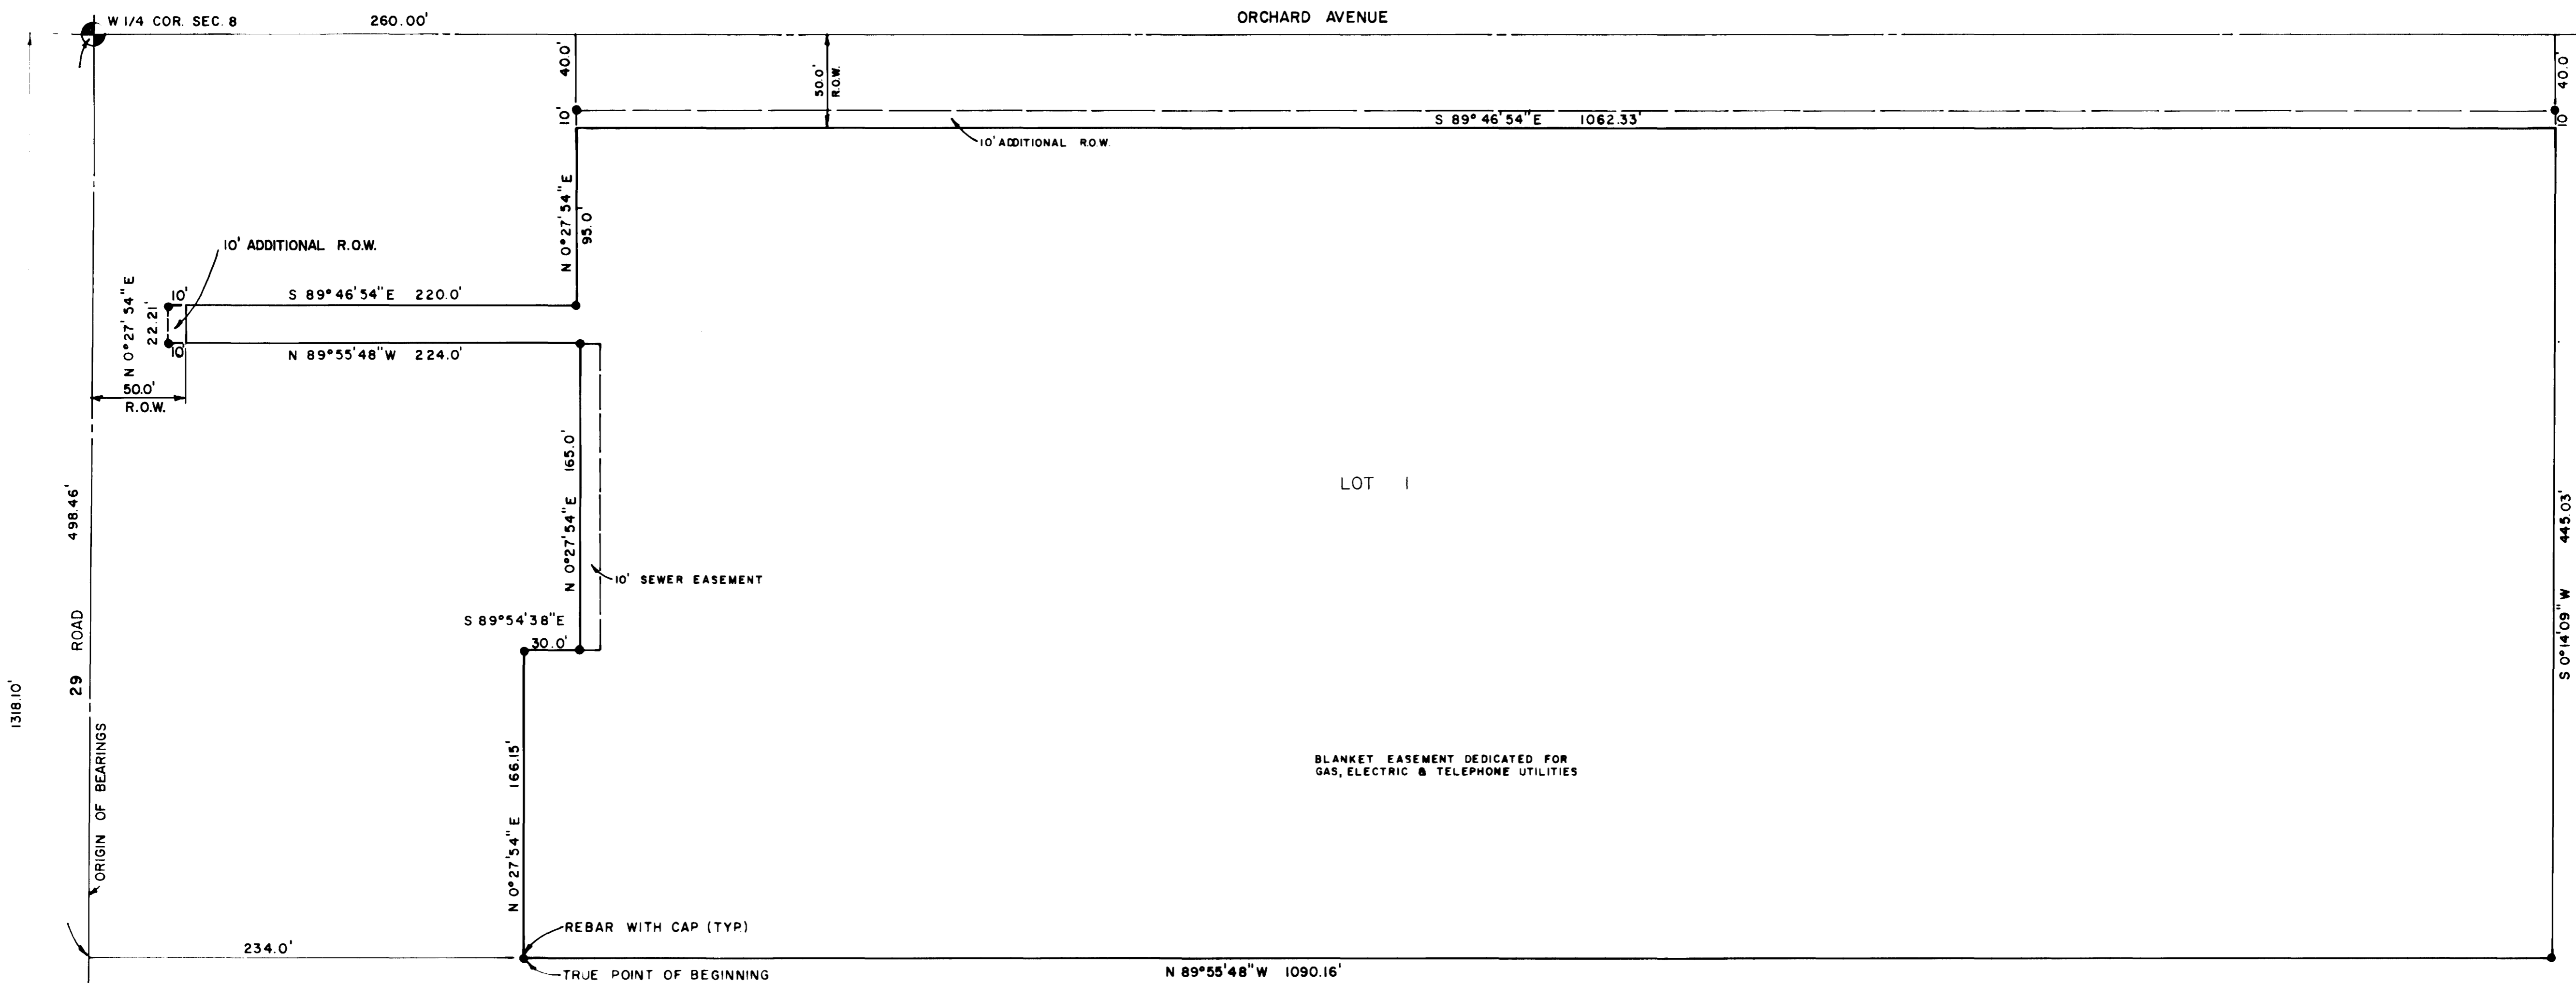 W 1/4 COR. SEC. 8
260.00'
ORCHARD AVENUE
40.0'
50.0'
R.O.W.
40.0'
10'
10'
S 89°46'54"E 1062.33'
10' ADDITIONAL R.O.W.
N 0°27'54"E
95.0'
10' ADDITIONAL R.O.W.
N 0°27'54"E
22.21'
10'
S 89°46'54"E 220.0'
10'
N 89°55'48"W 224.0'
50.0'
R.O.W.
N 0°27'54"E 165.0'
LOT 1
498.46'
S 0°14'09"W 445.03'
10' SEWER EASEMENT
S 89°54'38"E
30.0'
29 ROAD
1318.10'
ORIGIN OF BEARINGS
N 0°27'54"E 166.15'
BLANKET EASEMENT DEDICATED FOR
GAS, ELECTRIC & TELEPHONE UTILITIES
REBAR WITH CAP (TYP)
234.0'
TRUE POINT OF BEGINNING
N 89°55'48"W 1090.16'